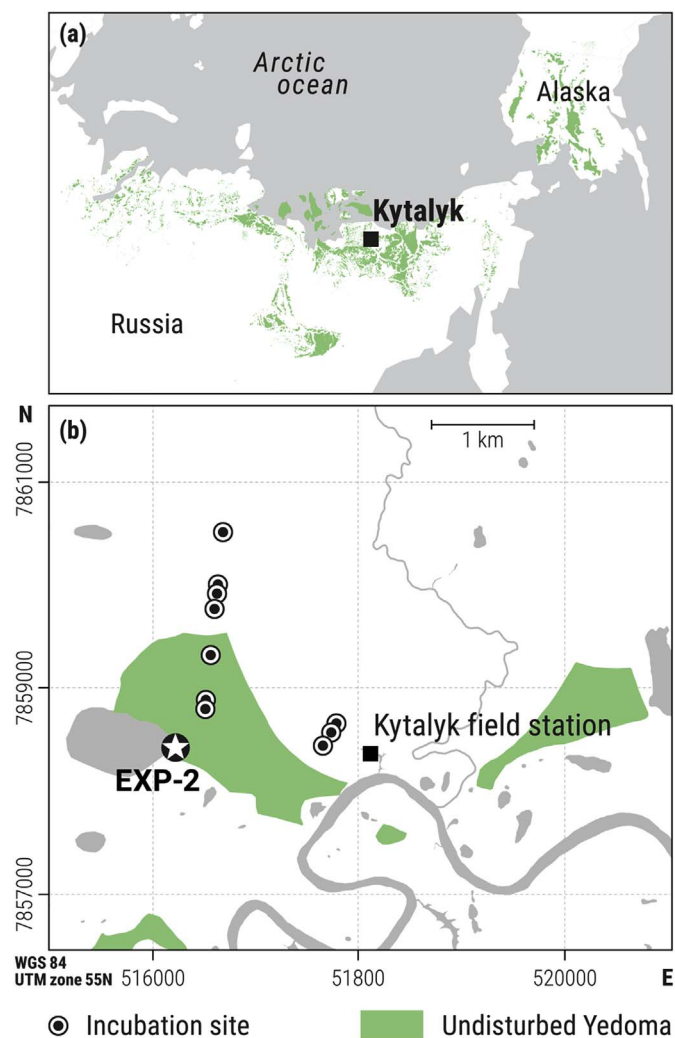 (a)
Arctic
ocean
Alaska
Kytalyk
Russia
N
(b)
1 km
7861000
7859000
Kytalyk field station
EXP-2
7857000
WGS 84
UTM zone 55N
516000
51800
520000
E
Incubation site
Undisturbed Yedoma